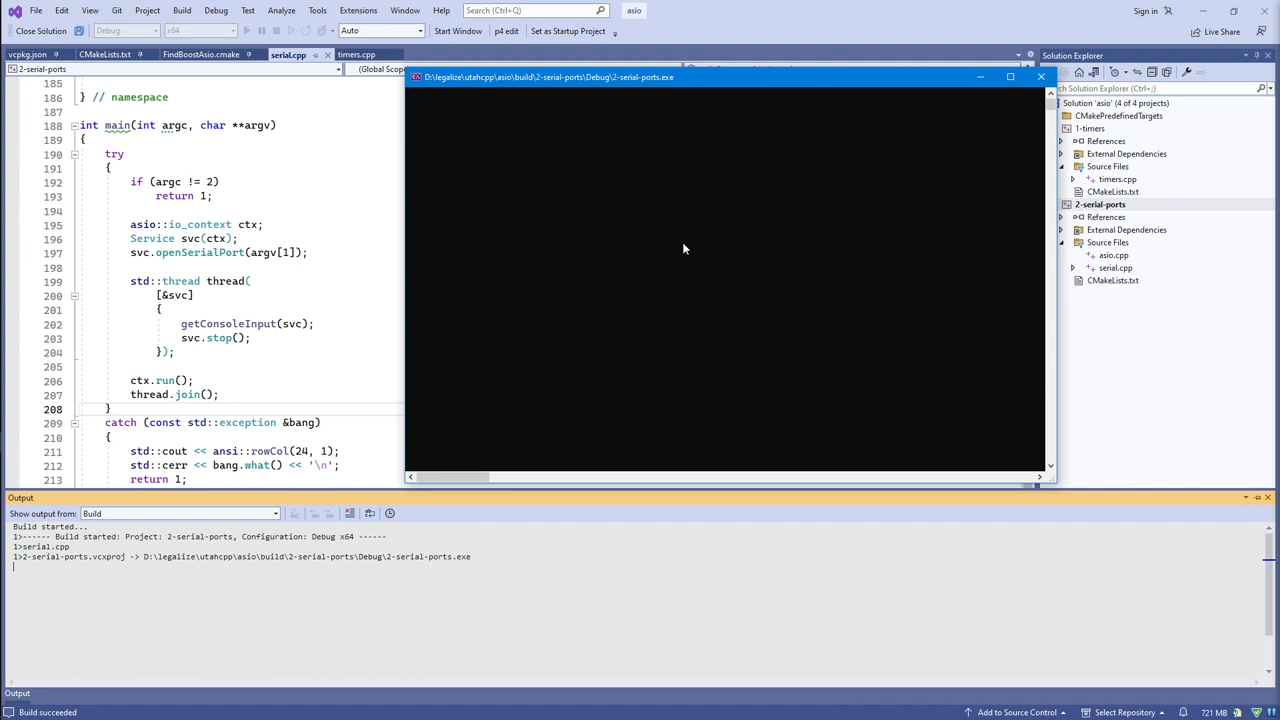 File Edit View Git Project Build Debug Test Analyze Tools Extensions Window Help Search (Ctrl+Q) asio Sign in
Close Solution Debug x64 Auto Start Window p4 edit Set as Startup Project Live Share
vcpkg.json CMakeLists.txt FindBoostAsio.cmake serial.cpp timers.cpp
2-serial-ports (Global Scop
185
186 } // namespace
187
188 int main(int argc, char **argv)
189 {
190 try
191 {
192 if (argc != 2)
193 return 1;
194
195 asio::io_context ctx;
196 Service svc(ctx);
197 svc.openSerialPort(argv[1]);
198
199 std::thread thread(
200 [&svc]
201 {
202 getConsoleInput(svc);
203 svc.stop();
204 });
205
206 ctx.run();
207 thread.join();
208 }
209 catch (const std::exception &bang)
210 {
211 std::cout << ansi::rowCol(24, 1);
212 std::cerr << bang.what() << '\n';
213 return 1;
D:\legalize\utahcpp\asio\build\2-serial-ports\Debug\2-serial-ports.exe
Solution Explorer
Search Solution Explorer (Ctrl+;)
Solution 'asio' (4 of 4 projects)
CMakePredefinedTargets
1-timers
References
External Dependencies
Source Files
timers.cpp
CMakeLists.txt
2-serial-ports
References
External Dependencies
Source Files
asio.cpp
serial.cpp
CMakeLists.txt
Output
Show output from: Build
Build started...
1>------ Build started: Project: 2-serial-ports, Configuration: Debug x64 ------
1>serial.cpp
1>2-serial-ports.vcxproj -> D:\legalize\utahcpp\asio\build\2-serial-ports\Debug\2-serial-ports.exe
Output
Build succeeded Add to Source Control Select Repository 721 MB